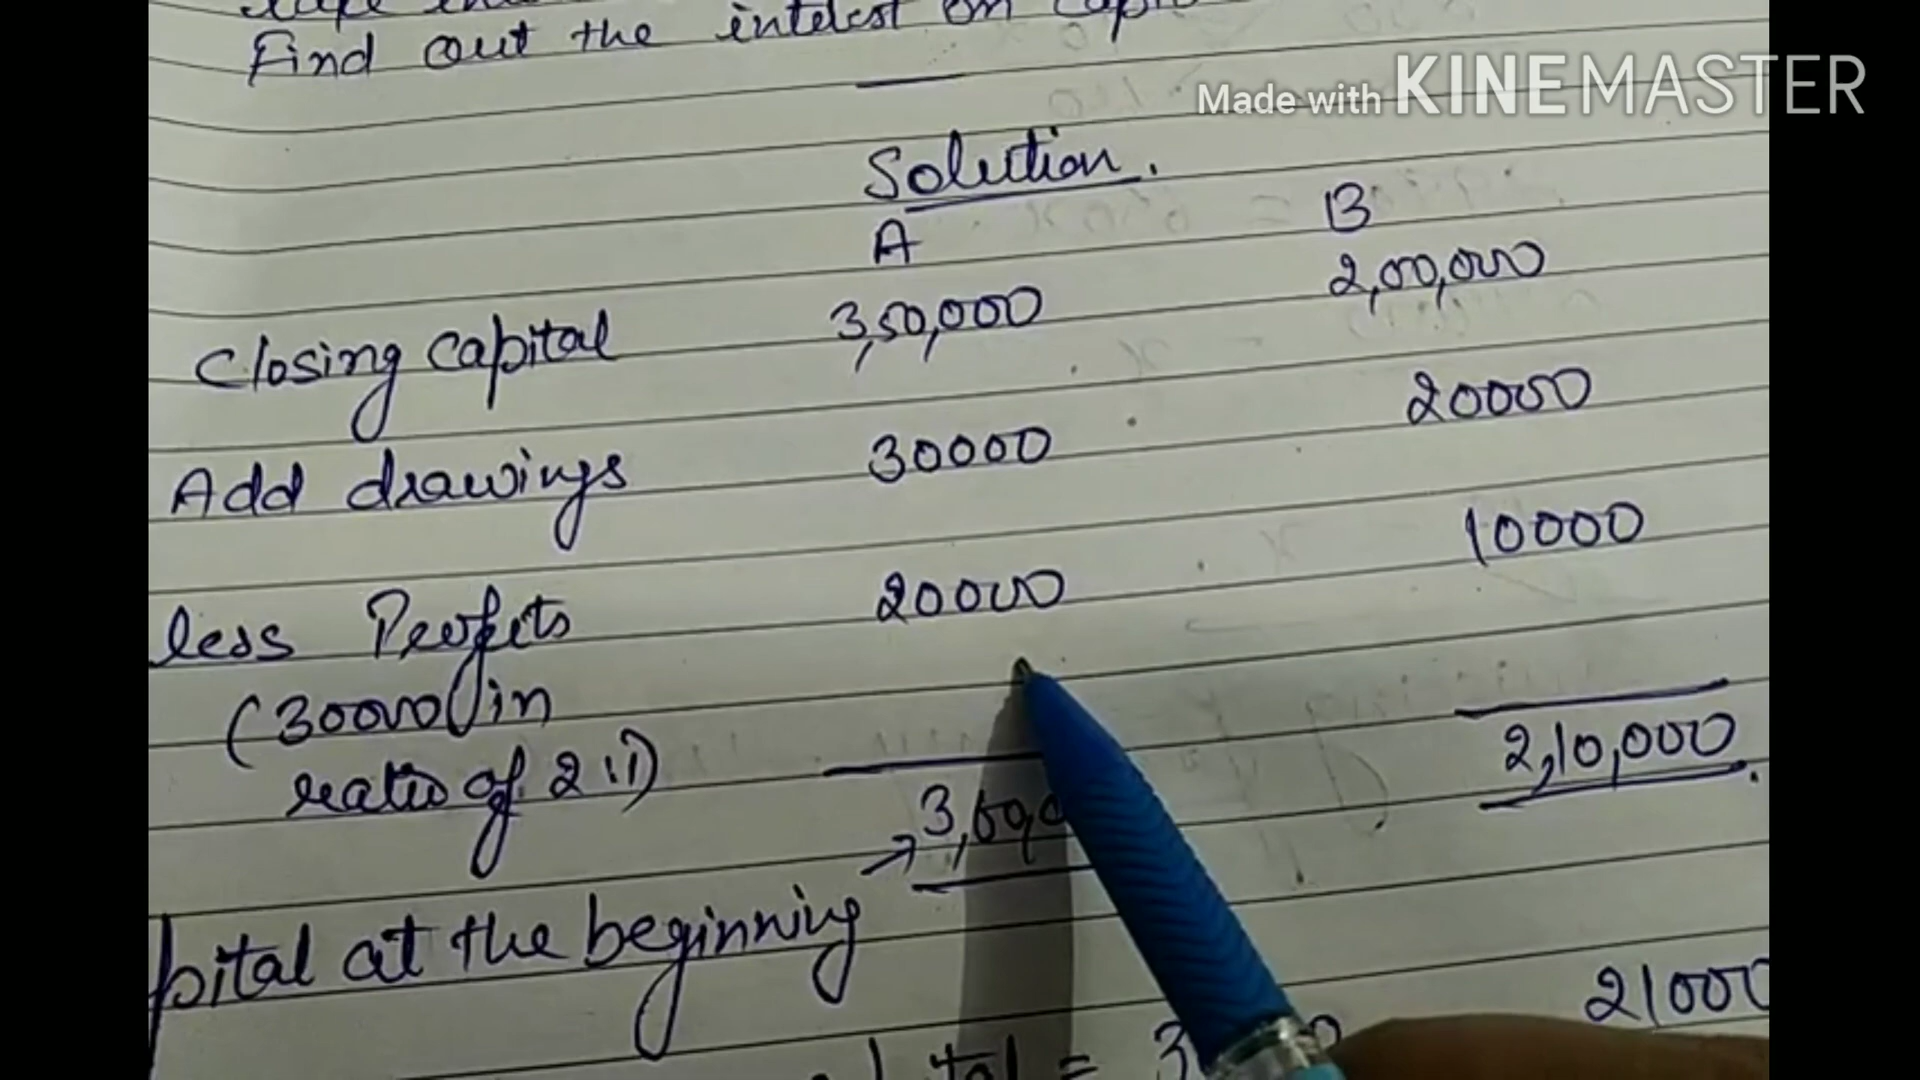 Find out the interest on
Made with KINEMASTER
Solution.
A B
Closing capital 3,50,000 2,00,000
Add drawings 30000 20000
less Profits 20000 10000
(30000 in
ratio of 2:1)
2,10,000
→ 3,60,0
pital at the beginning
21000